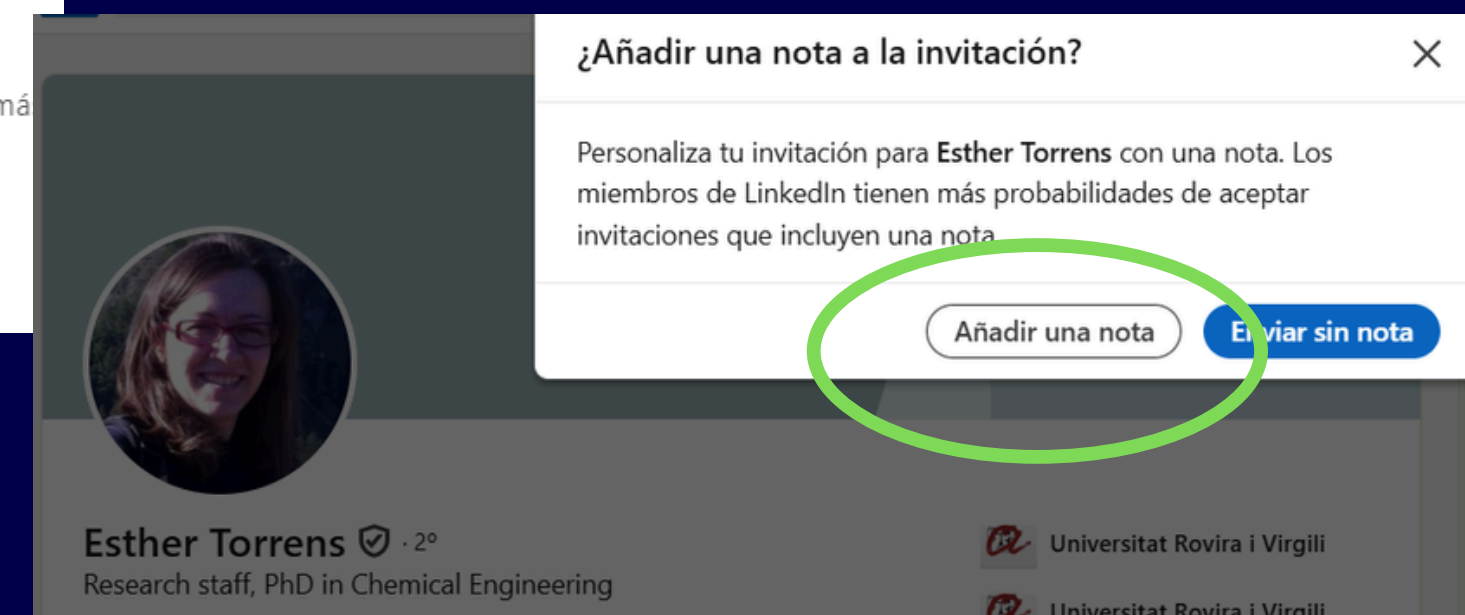 ¿Añadir una nota a la invitación?
má
Personaliza tu invitación para Esther Torrens con una nota. Los
miembros de LinkedIn tienen más probabilidades de aceptar
invitaciones que incluyen una nota
Añadir una nota
Enviar sin nota
Esther Torrens · 2º
Research staff, PhD in Chemical Engineering
Universitat Rovira i Virgili
Universitat Rovira i Virgili